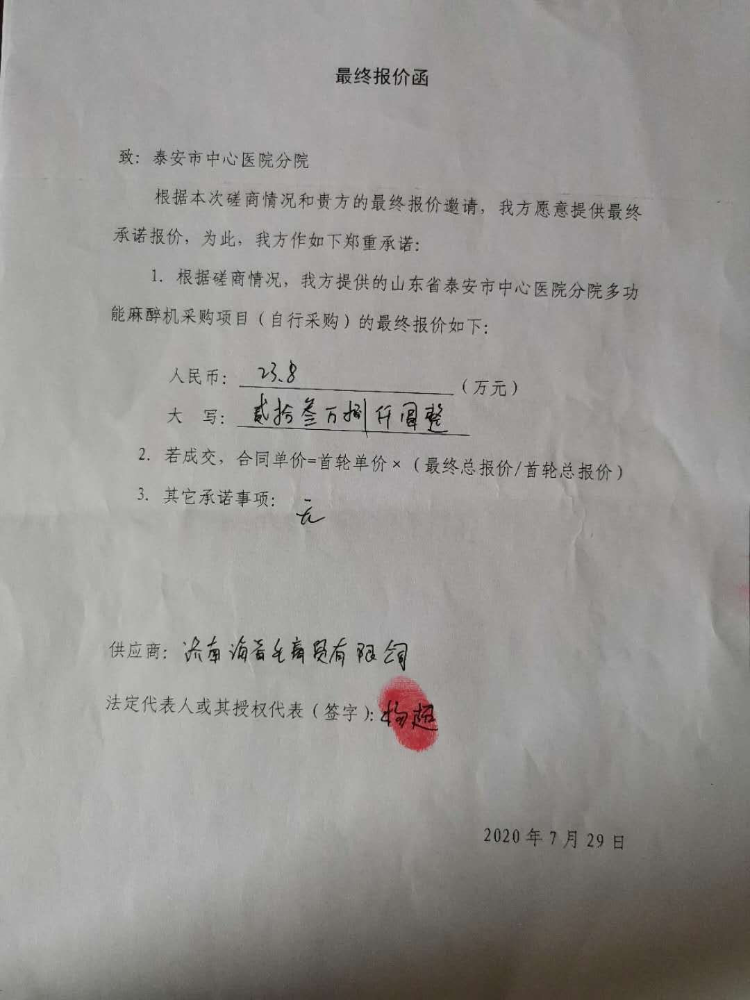 最终报价函
致：泰安市中心医院分院
根据本次磋商情况和贵方的最终报价邀请，我方愿意提供最终
承诺报价，为此，我方作如下郑重承诺：
1. 根据磋商情况，我方提供的山东省泰安市中心医院分院多功
能麻醉机采购项目（自行采购）的最终报价如下：
人民币：23.8（万元）
大 写：贰拾叁万捌仟圆整
2. 若成交，合同单价=首轮单价×（最终总报价/首轮总报价）
3. 其它承诺事项：无
供应商：济南海商贸有限公司
法定代表人或其授权代表（签字）：杨超
2020年7月29日